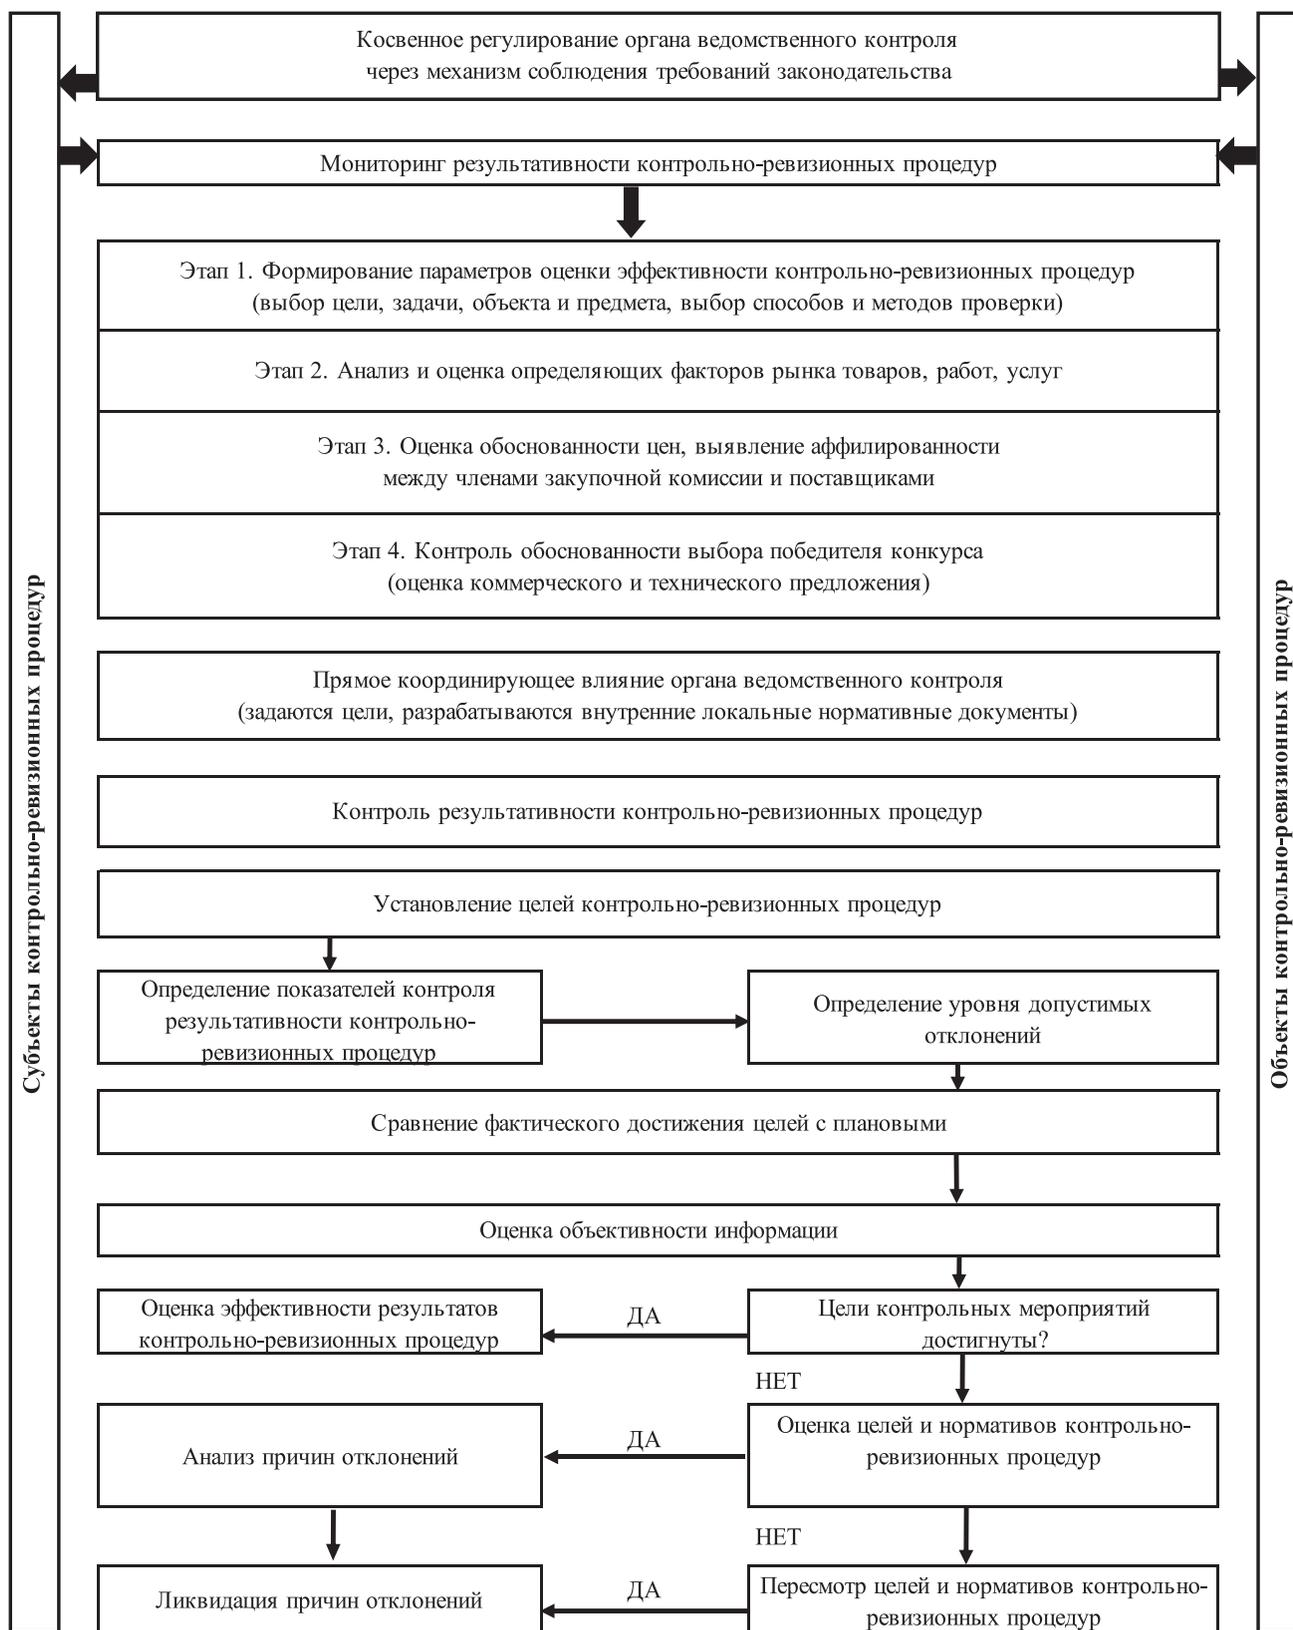 Субъекты контрольно-ревизионных процедур
Косвенное регулирование органа ведомственного контроля
через механизм соблюдения требований законодательства
Мониторинг результативности контрольно-ревизионных процедур
Этап 1. Формирование параметров оценки эффективности контрольно-ревизионных процедур
(выбор цели, задачи, объекта и предмета, выбор способов и методов проверки)
Этап 2. Анализ и оценка определяющих факторов рынка товаров, работ, услуг
Этап 3. Оценка обоснованности цен, выявление аффилированности
между членами закупочной комиссии и поставщиками
Этап 4. Контроль обоснованности выбора победителя конкурса
(оценка коммерческого и технического предложения)
Прямое координирующее влияние органа ведомственного контроля
(задаются цели, разрабатываются внутренние локальные нормативные документы)
Контроль результативности контрольно-ревизионных процедур
Установление целей контрольно-ревизионных процедур
Определение показателей контроля
результативности контрольно-
ревизионных процедур
Определение уровня допустимых
отклонений
Сравнение фактического достижения целей с плановыми
Оценка объективности информации
Оценка эффективности результатов
контрольно-ревизионных процедур
ДА
Цели контрольных мероприятий
достигнуты?
НЕТ
Анализ причин отклонений
ДА
Оценка целей и нормативов контрольно-
ревизионных процедур
НЕТ
Ликвидация причин отклонений
ДА
Пересмотр целей и нормативов контрольно-
ревизионных процедур
Объекты контрольно-ревизионных процедур